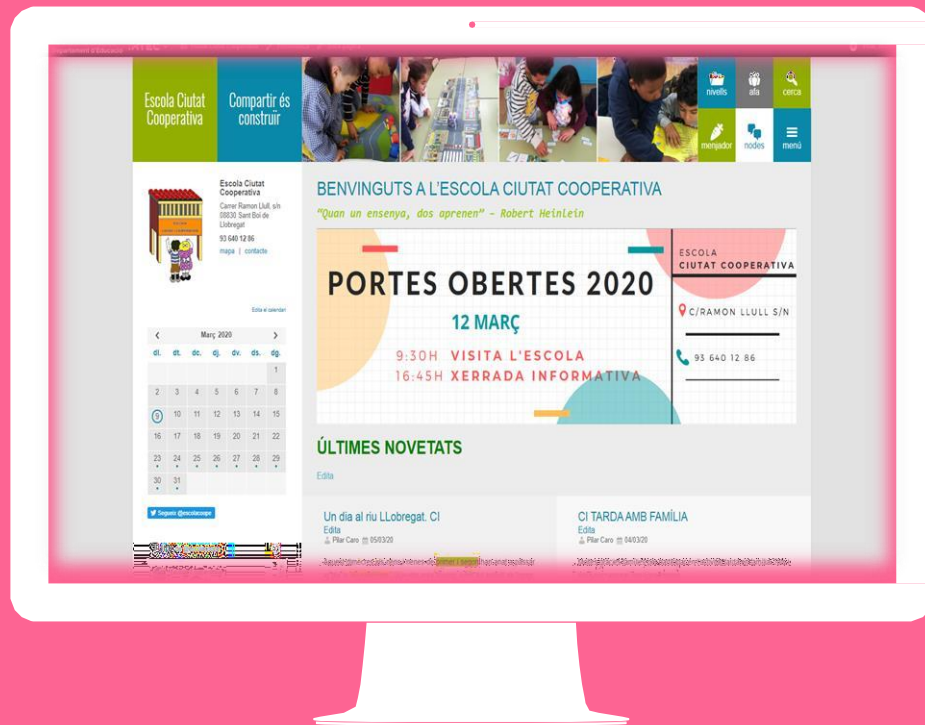 Departament d'Educació
Escola Ciutat
Cooperativa
Compartir és
construir
nivells
afa
cerca
menjador
nodes
menú
Escola Ciutat
Cooperativa
Carrer Ramon Llull, s/n
08830 Sant Boi de
Llobregat
93 640 12 86
mapa | contacte
Edita el calendari
Març 2020
dl. dt. dc. dj. dv. ds. dg.
1
2 3 4 5 6 7 8
9 10 11 12 13 14 15
16 17 18 19 20 21 22
23 24 25 26 27 28 29
30 31
Segueix @escolacoope
BENVINGUTS A L'ESCOLA CIUTAT COOPERATIVA
"Quan un ensenya, dos aprenen" – Robert Heinlein
PORTES OBERTES 2020
12 MARÇ
9:30H VISITA L'ESCOLA
16:45H XERRADA INFORMATIVA
ESCOLA
CIUTAT COOPERATIVA
C/RAMON LLULL S/N
93 640 12 86
ÚLTIMES NOVETATS
Edita
Un dia al riu LLobregat. CI
Edita
Pilar Caro 05/03/20
CI TARDA AMB FAMÍLIA
Edita
Pilar Caro 04/03/20